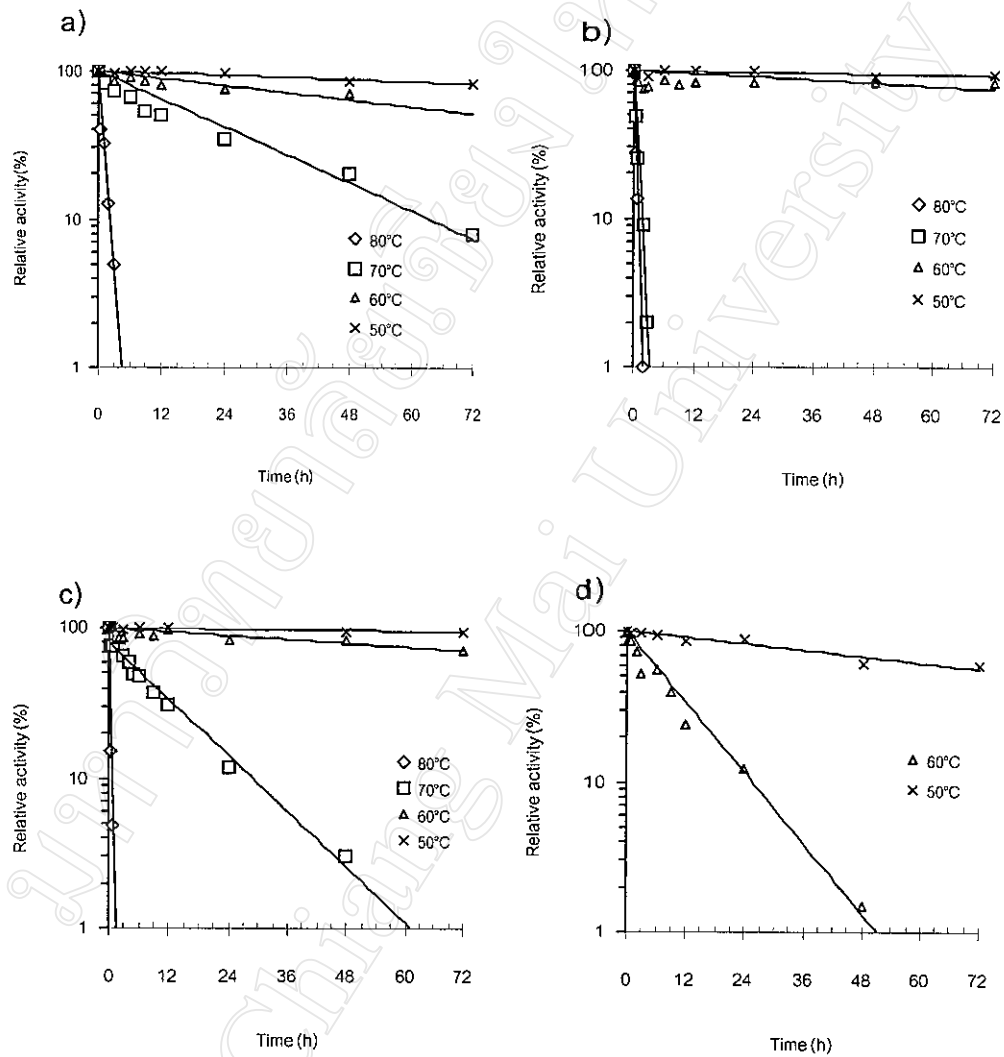 a)
100
10
1
Relative activity (%)
80°C
70°C
60°C
50°C
0 12 24 36 48 60 72
Time (h)
b)
100
10
1
Relative activity (%)
80°C
70°C
60°C
50°C
0 12 24 36 48 60 72
Time (h)
c)
100
10
1
Relative activity (%)
80°C
70°C
60°C
50°C
0 12 24 36 48 60 72
Time (h)
d)
100
10
1
Relative activity (%)
60°C
50°C
0 12 24 36 48 60 72
Time (h)
Chiang Mai University